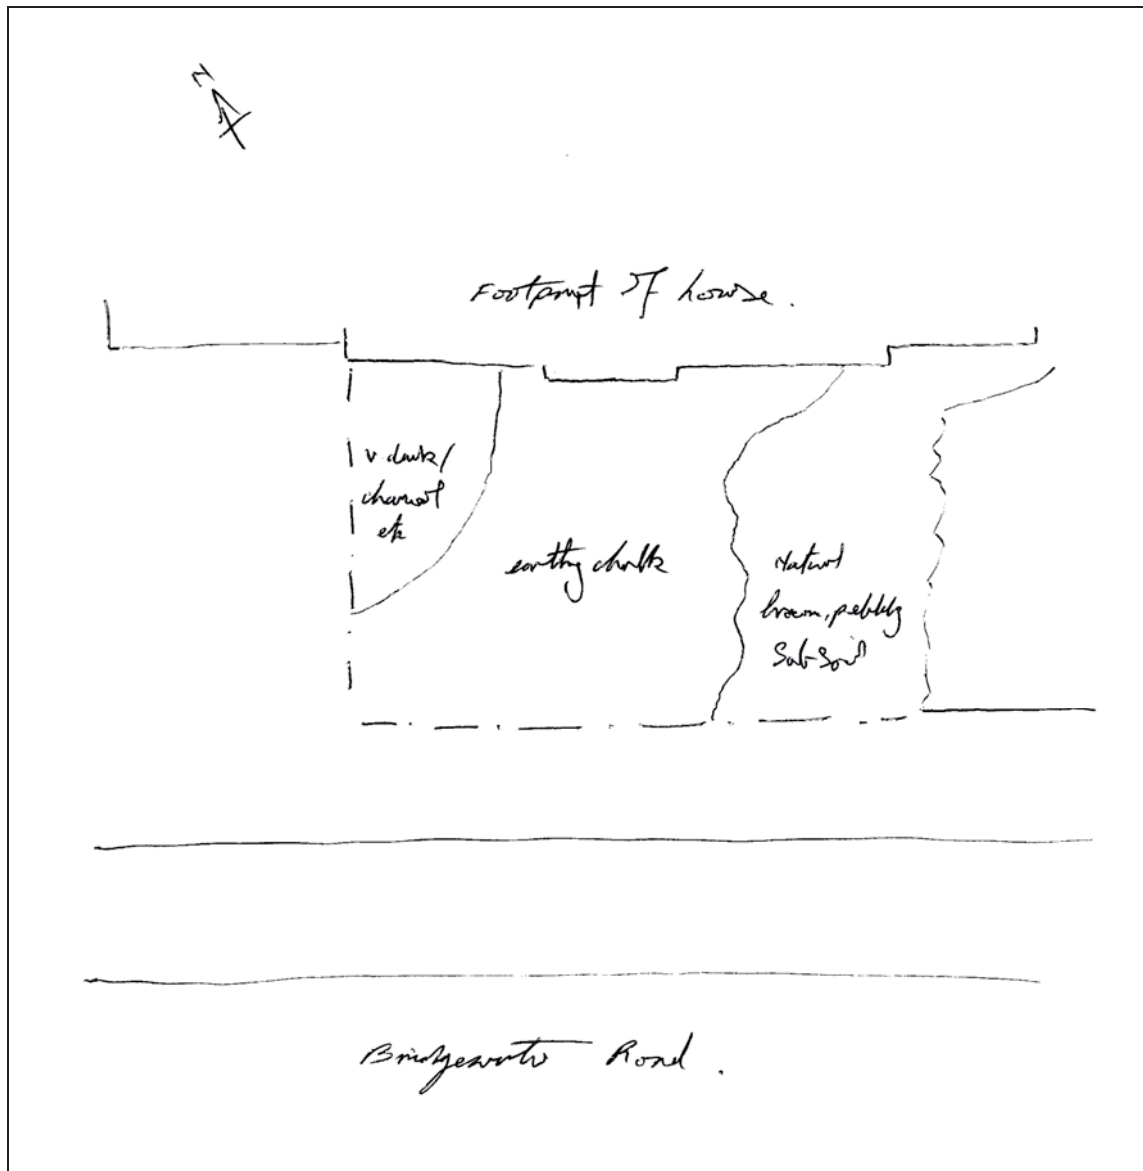 N
Footprint of house.
v dark/
charcoal
etc
earthy chalk
Natural
brown, pebbly
Sub-Soil
Bridgewater Road.